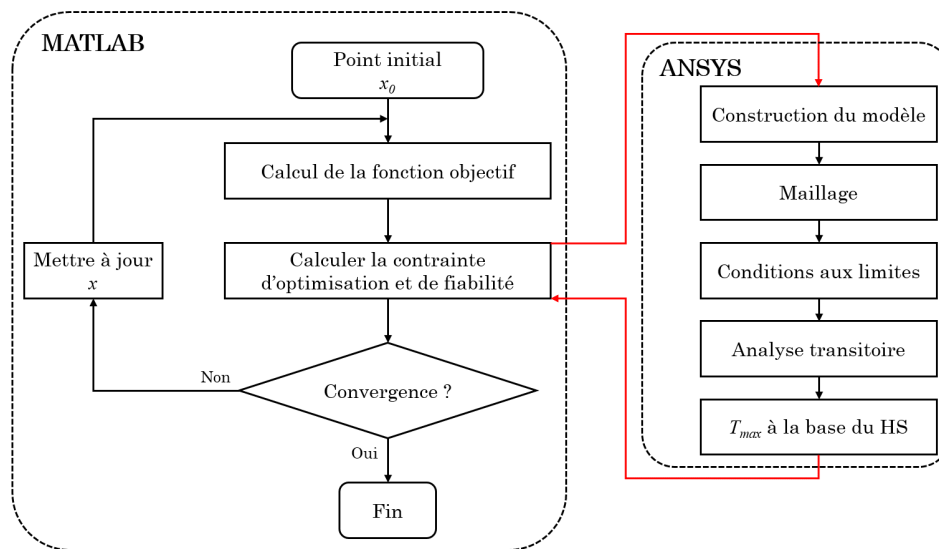 MATLAB
Point initial
x0
Calcul de la fonction objectif
Calculer la contrainte
d'optimisation et de fiabilité
Mettre à jour
x
Convergence ?
Non
Oui
Fin
ANSYS
Construction du modèle
Maillage
Conditions aux limites
Analyse transitoire
Tmax à la base du HS